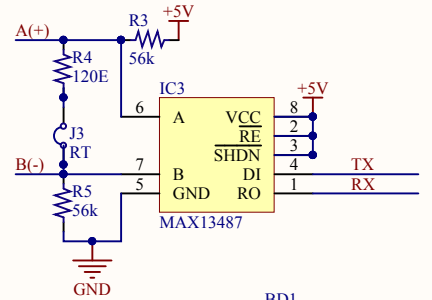 +5V
R3
A(+)
R4
120E
56k
IC3
+5V
6
A
VCC
8
RE
2
J3
SHDN
3
RT
B(-)
7
B
DI
4
TX
5
GND
RO
1
RX
R5
56k
MAX13487
GND
BD1